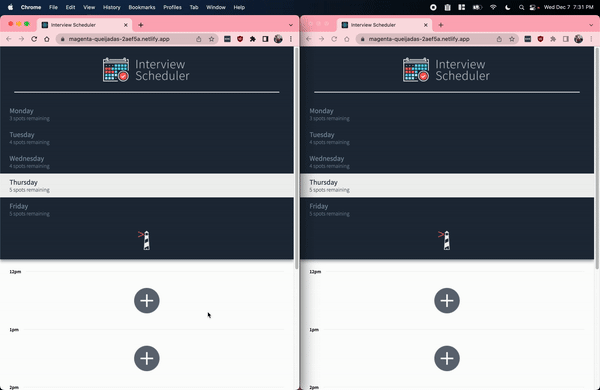 Chrome File Edit View History Bookmarks Profiles Tab Window Help
Wed Dec 7 7:31 PM
Interview Scheduler
magenta-queijadas-2aef5a.netlify.app
Interview
Scheduler
Monday
3 spots remaining
Tuesday
4 spots remaining
Wednesday
4 spots remaining
Thursday
5 spots remaining
Friday
5 spots remaining
12pm
1pm
2pm
Interview Scheduler
magenta-queijadas-2aef5a.netlify.app
Interview
Scheduler
Monday
3 spots remaining
Tuesday
4 spots remaining
Wednesday
4 spots remaining
Thursday
5 spots remaining
Friday
5 spots remaining
12pm
1pm
2pm